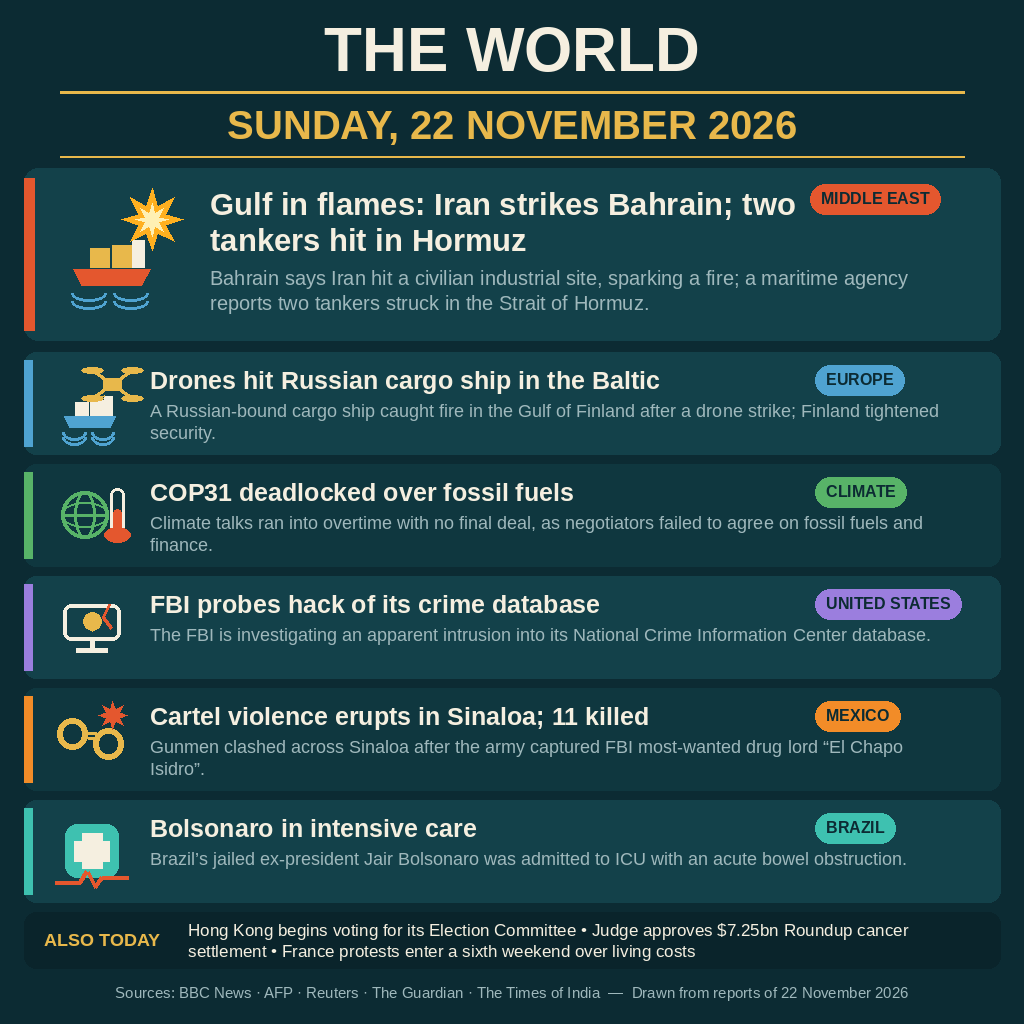 THE WORLD
SUNDAY, 22 NOVEMBER 2026
Gulf in flames: Iran strikes Bahrain; two
tankers hit in Hormuz
MIDDLE EAST
Bahrain says Iran hit a civilian industrial site, sparking a fire; a maritime agency
reports two tankers struck in the Strait of Hormuz.
Drones hit Russian cargo ship in the Baltic
EUROPE
A Russian-bound cargo ship caught fire in the Gulf of Finland after a drone strike; Finland tightened
security.
COP31 deadlocked over fossil fuels
CLIMATE
Climate talks ran into overtime with no final deal, as negotiators failed to agree on fossil fuels and
finance.
FBI probes hack of its crime database
UNITED STATES
The FBI is investigating an apparent intrusion into its National Crime Information Center database.
Cartel violence erupts in Sinaloa; 11 killed
MEXICO
Gunmen clashed across Sinaloa after the army captured FBI most-wanted drug lord “El Chapo
Isidro”.
Bolsonaro in intensive care
BRAZIL
Brazil’s jailed ex-president Jair Bolsonaro was admitted to ICU with an acute bowel obstruction.
ALSO TODAY
Hong Kong begins voting for its Election Committee • Judge approves $7.25bn Roundup cancer
settlement • France protests enter a sixth weekend over living costs
Sources: BBC News · AFP · Reuters · The Guardian · The Times of India — Drawn from reports of 22 November 2026